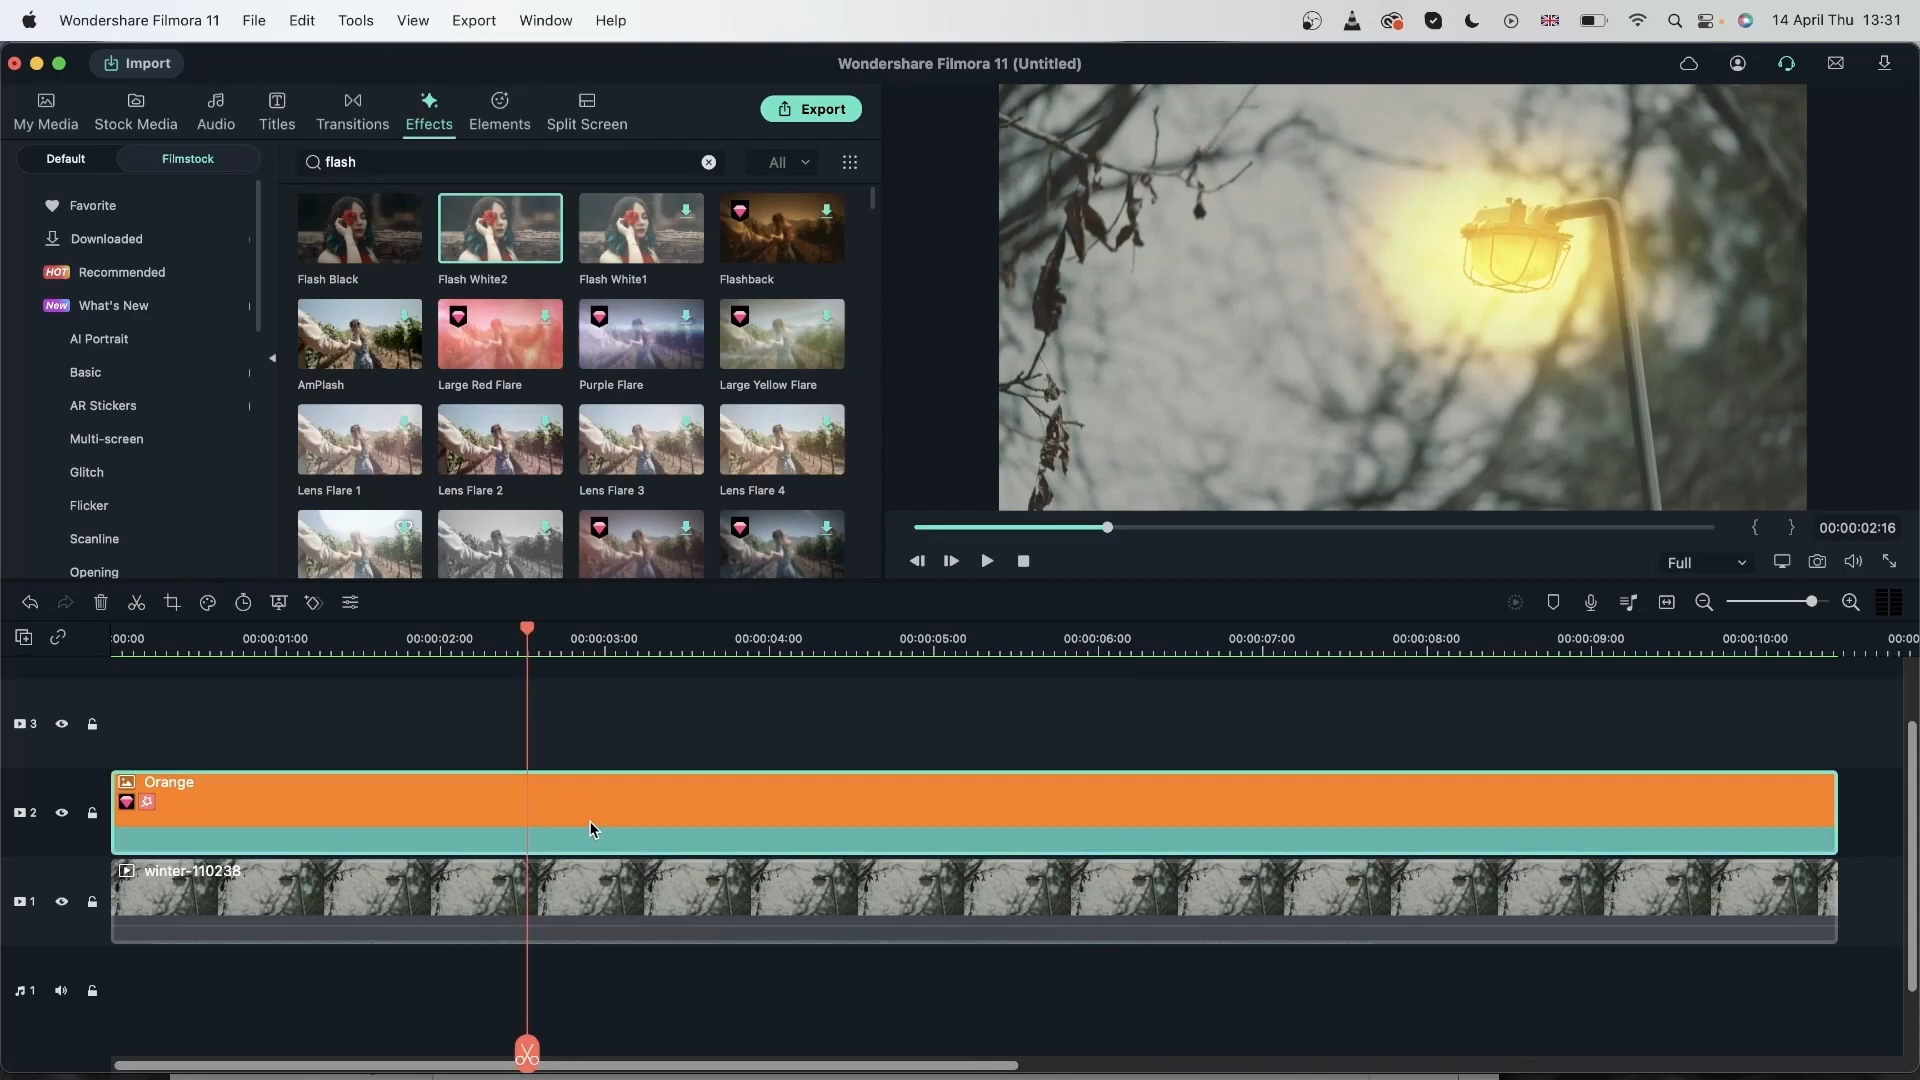 Wondershare Filmora 11 File Edit Tools View Export Window Help 14 April Thu 13:31
Import Wondershare Filmora 11 (Untitled)
My Media Stock Media Audio Titles Transitions Effects Elements Split Screen Export
Default Filmstock flash All
Favorite
Downloaded
HOT Recommended
New What's New
AI Portrait
Basic
AR Stickers
Multi-screen
Glitch
Flicker
Scanline
Opening
Flash Black Flash White2 Flash White1 Flashback
AmPlash Large Red Flare Purple Flare Large Yellow Flare
Lens Flare 1 Lens Flare 2 Lens Flare 3 Lens Flare 4
{ } 00:00:02:16
Full
:00:00 00:00:01:00 00:00:02:00 00:00:03:00 00:00:04:00 00:00:05:00 00:00:06:00 00:00:07:00 00:00:08:00 00:00:09:00 00:00:10:00 00:00
3
Orange
2
winter-110238
1
1